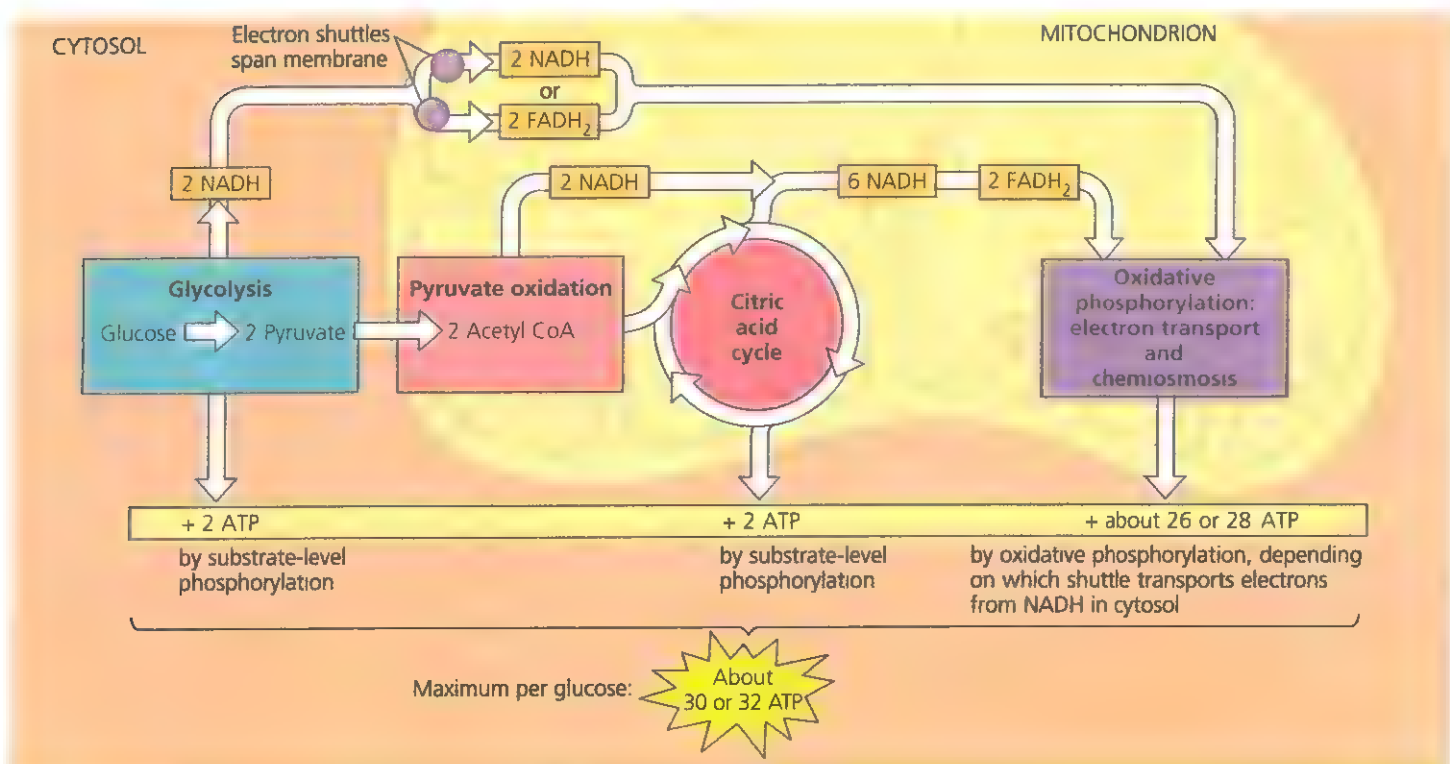 CYTOSOL
Electron shuttles
span membrane
MITOCHONDRION
2 NADH
or
2 FADH₂
2 NADH
2 NADH
6 NADH
2 FADH₂
Glycolysis
Glucose
2 Pyruvate
Pyruvate oxidation
2 Acetyl CoA
Citric
acid
cycle
Oxidative
phosphorylation:
electron transport
and
chemiosmosis
+ 2 ATP
by substrate-level
phosphorylation
+ 2 ATP
by substrate-level
phosphorylation
+ about 26 or 28 ATP
by oxidative phosphorylation, depending
on which shuttle transports electrons
from NADH in cytosol
Maximum per glucose:
About
30 or 32 ATP